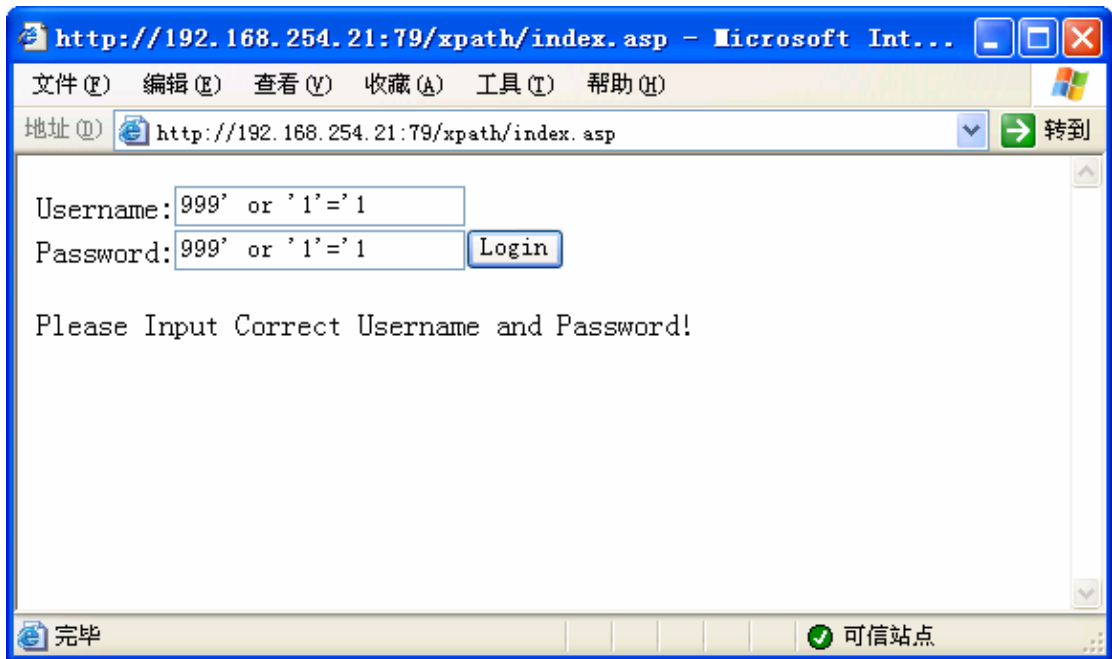 http://192.168.254.21:79/xpath/index.asp - Microsoft Int...
文件(F) 编辑(E) 查看(V) 收藏(A) 工具(T) 帮助(H)
地址(D) http://192.168.254.21:79/xpath/index.asp 转到
Username: 999' or '1'='1
Password: 999' or '1'='1 Login
Please Input Correct Username and Password!
完毕 可信站点